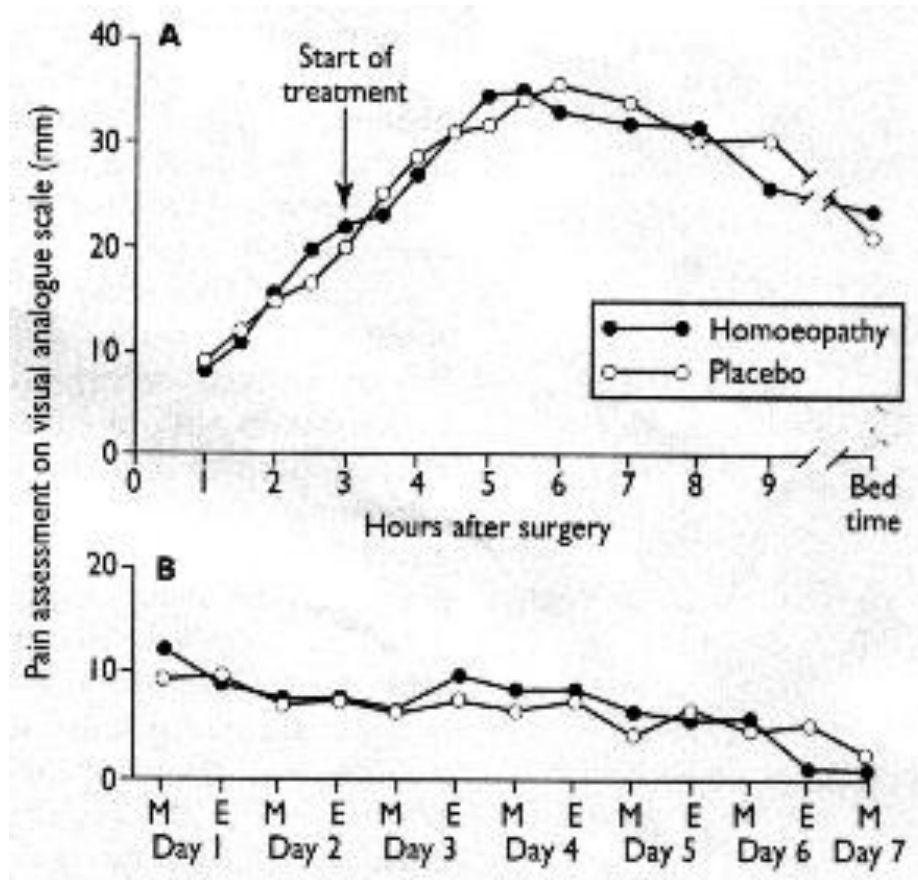 Pain assessment on visual analogue scale (mm)
A
40
30
20
10
0
Start of
treatment
Homoeopathy
Placebo
0 1 2 3 4 5 6 7 8 9 Bed
time
Hours after surgery
B
20
10
0
M E M E M E M E M E M E M
Day 1 Day 2 Day 3 Day 4 Day 5 Day 6 Day 7